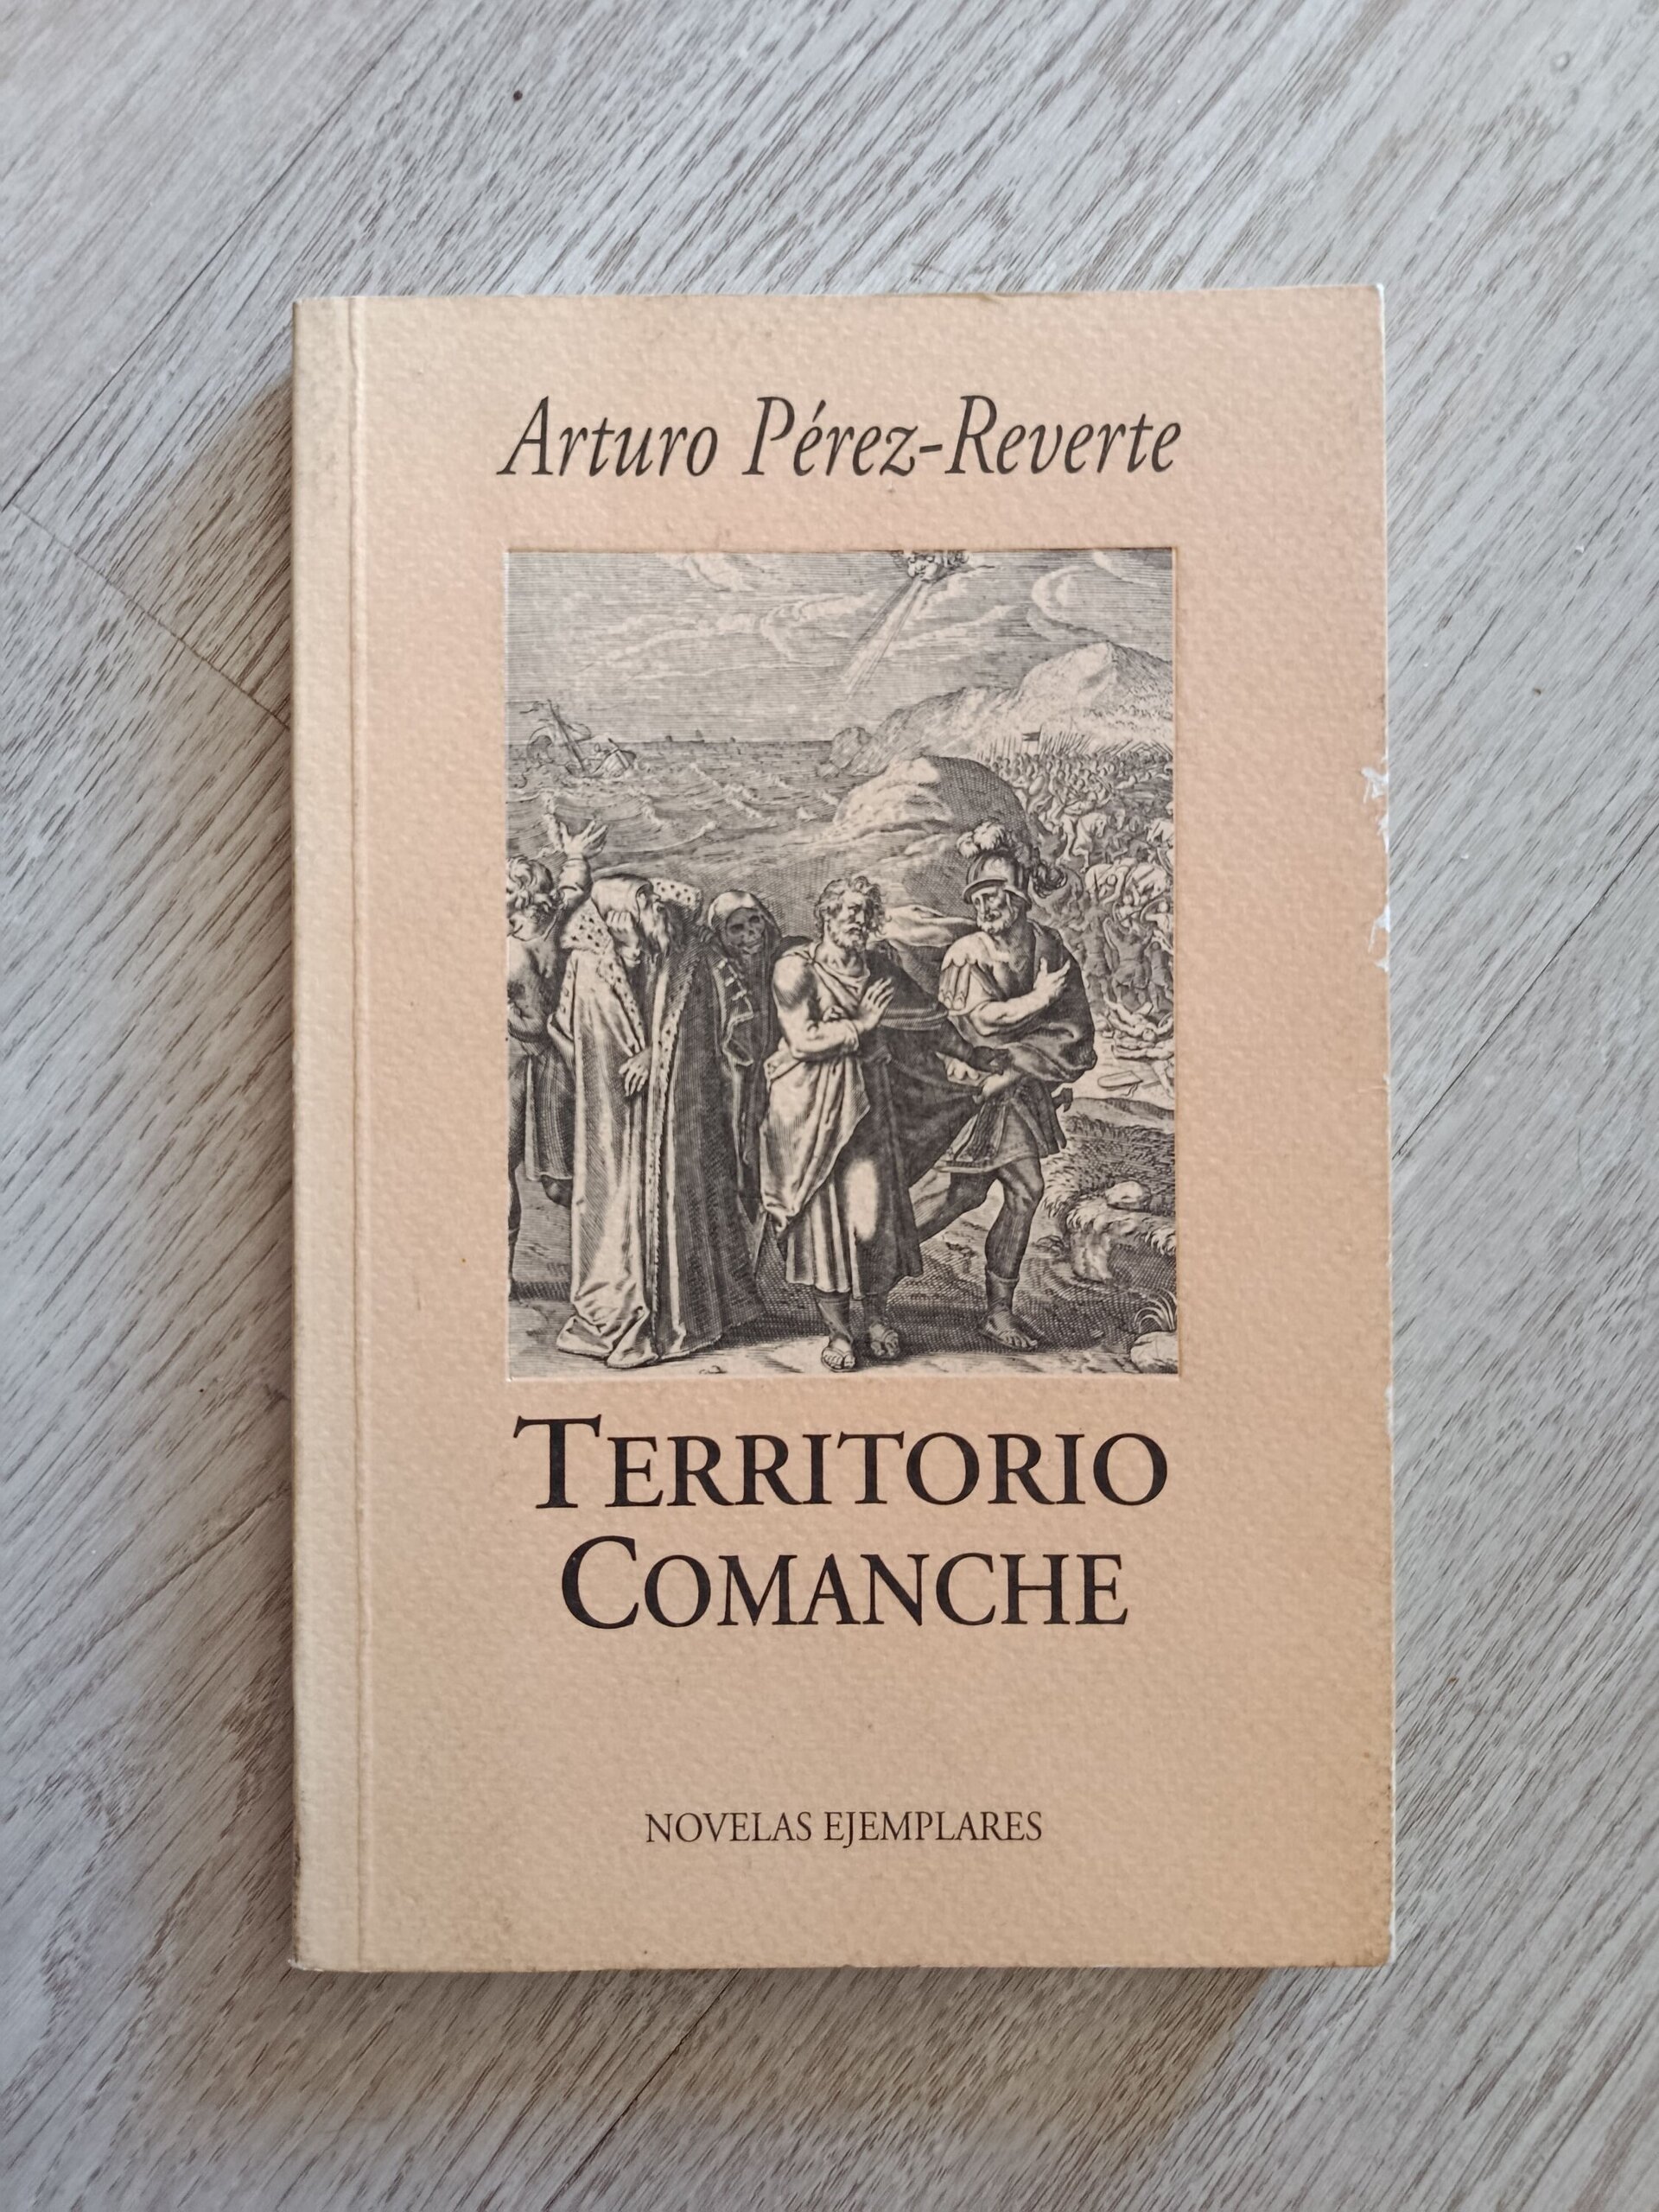 Arturo Pérez-Reverte
TERRITORIO
COMANCHE
NOVELAS EJEMPLARES